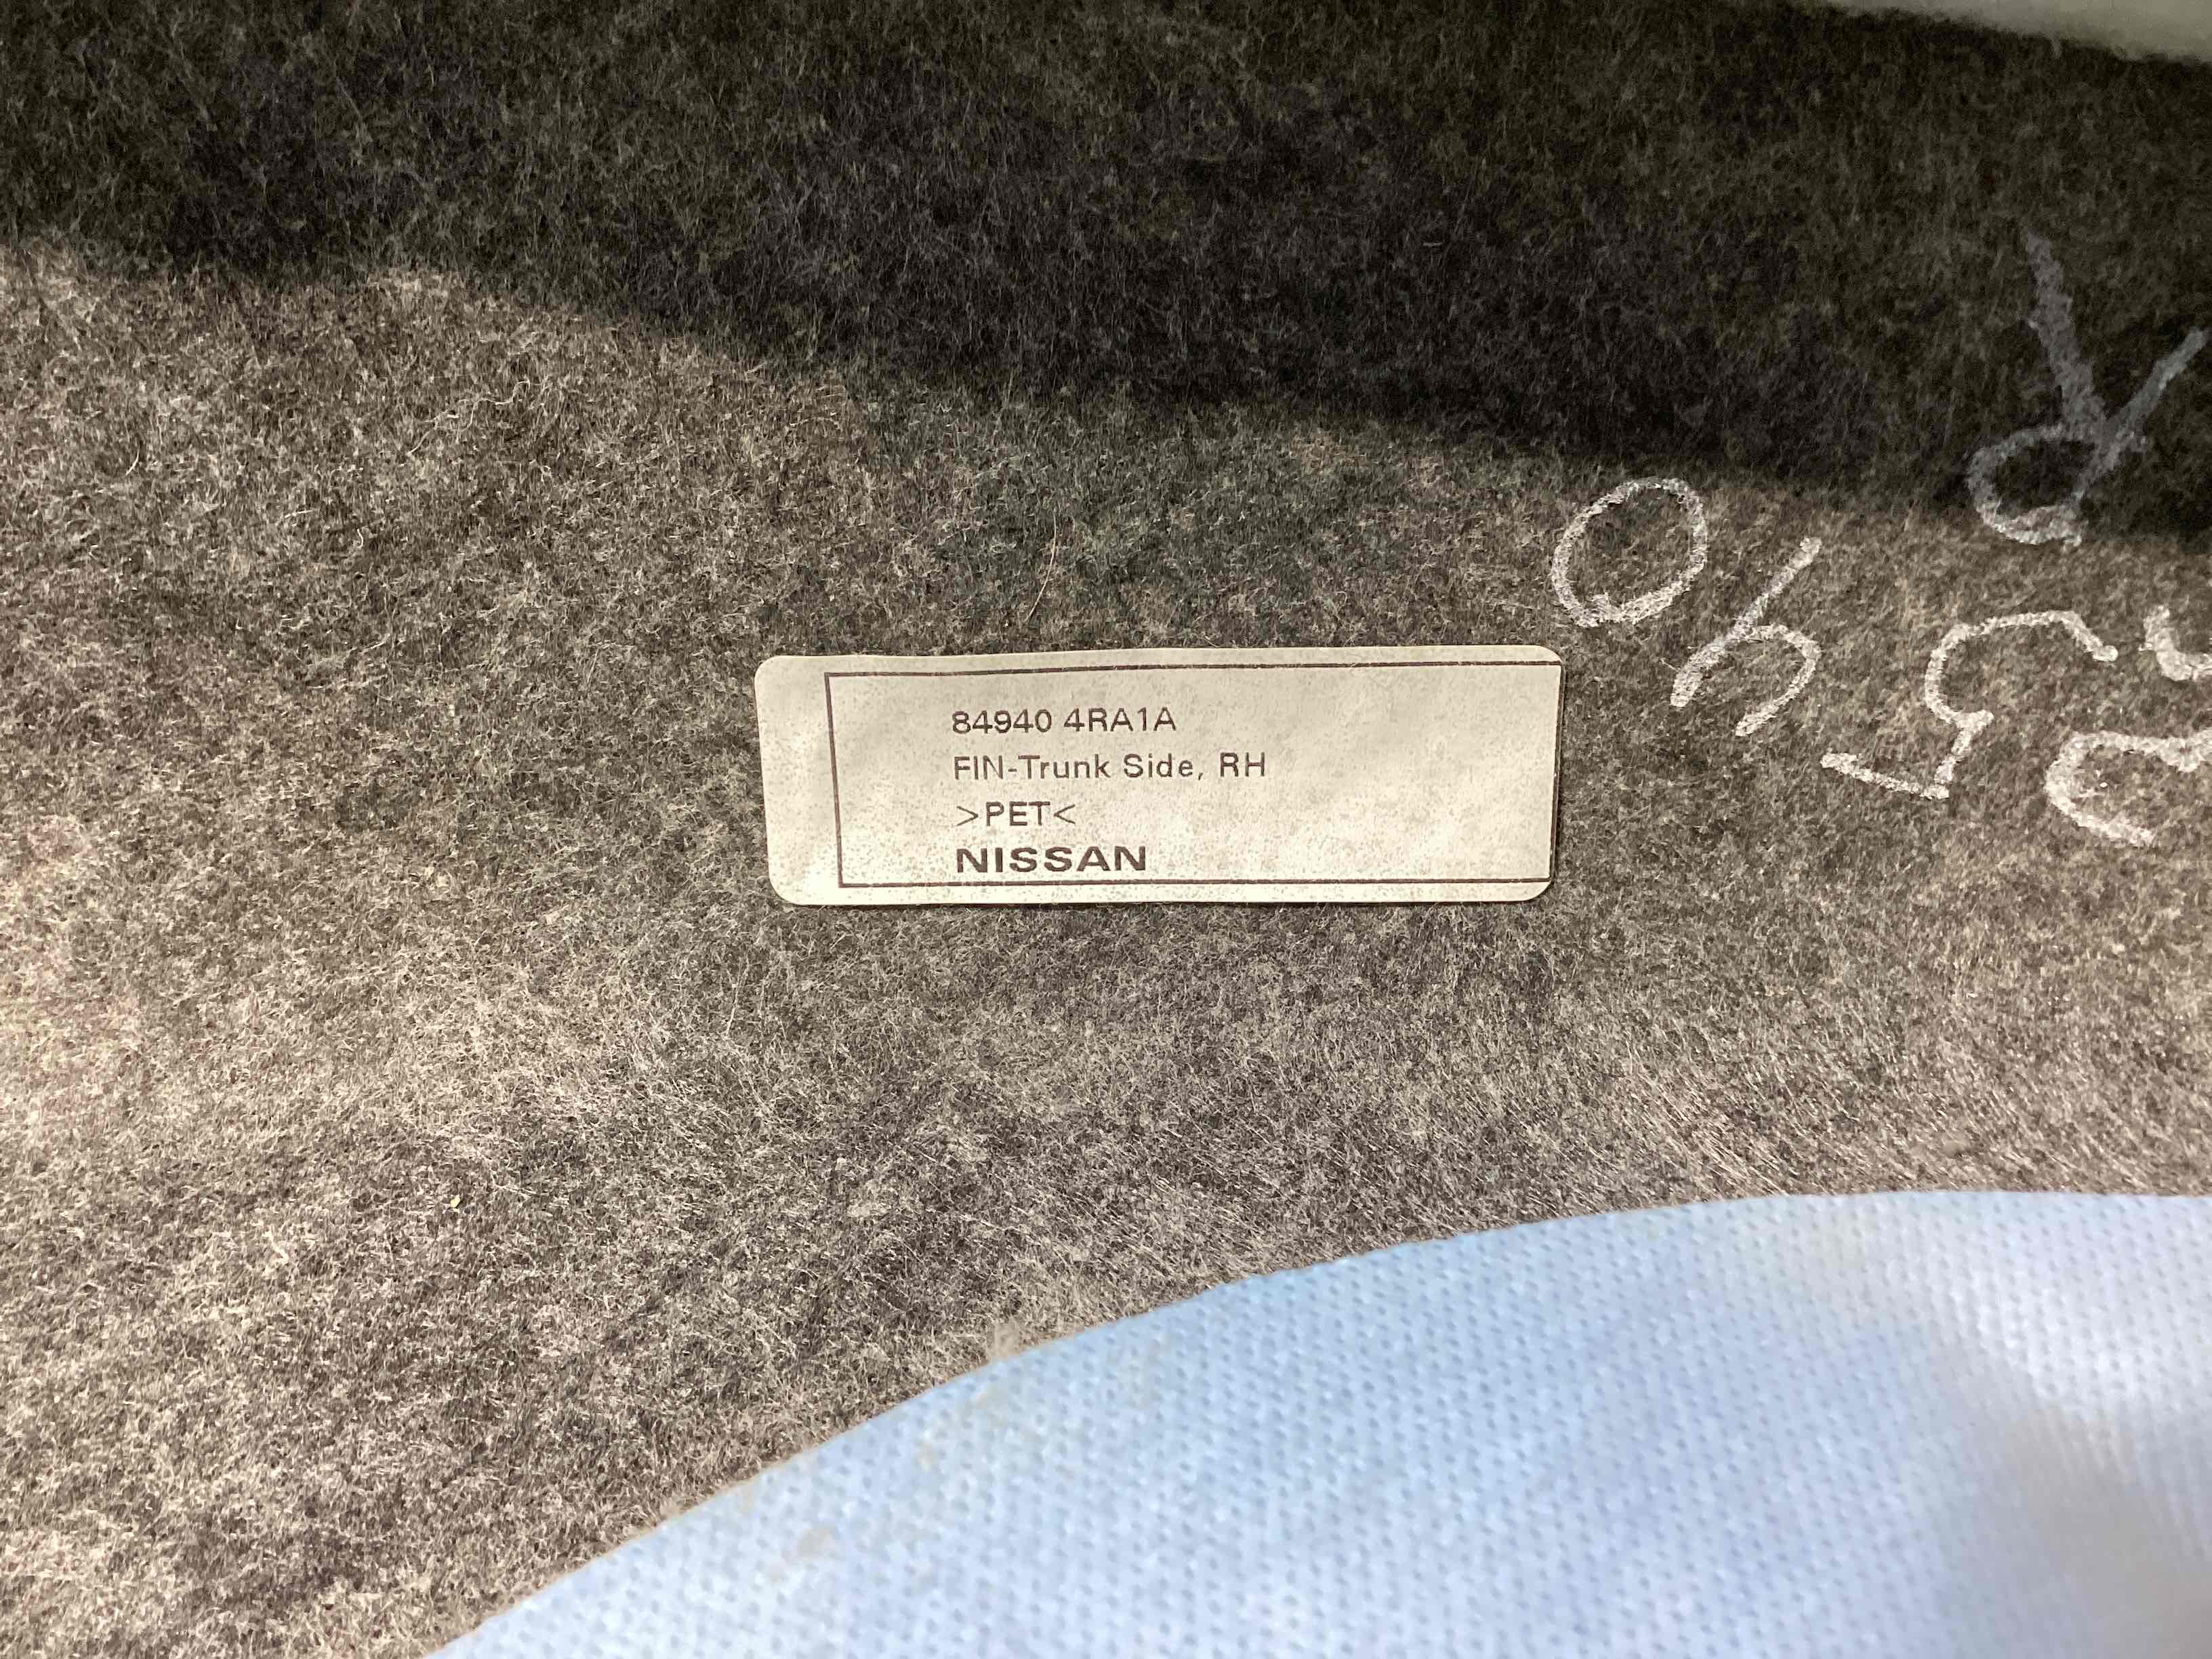 84940 4RA1A
FIN-Trunk Side, RH
>PET<
NISSAN